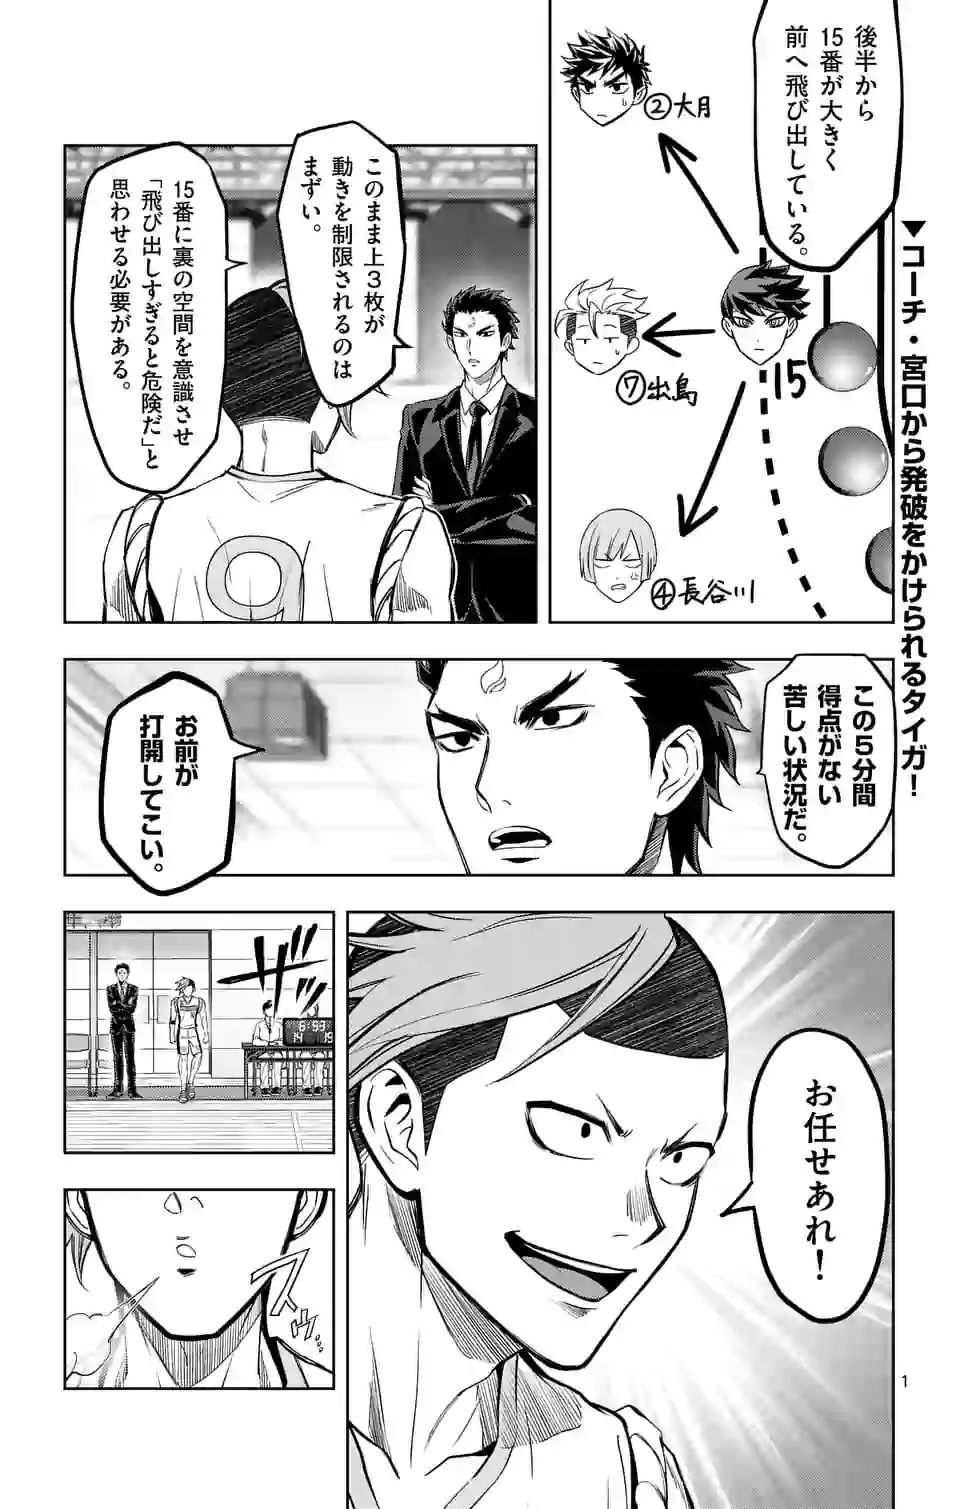 ▼コーチ・宮口から発破をかけられるタイガ！
後半から
15番が大きく
前へ飛び出している。
②大月
⑦出島
15
④長谷川
このまま上3枚が
動きを制限されるのは
まずい。
15番に裏の空間を意識させ
「飛び出しすぎると危険だ」と
思わせる必要がある。
9
この5分間
得点がない
苦しい状況だ。
お前が
打開してこい。
お任せあれ！
ザッ
6:53
14 19
スゥ…
1